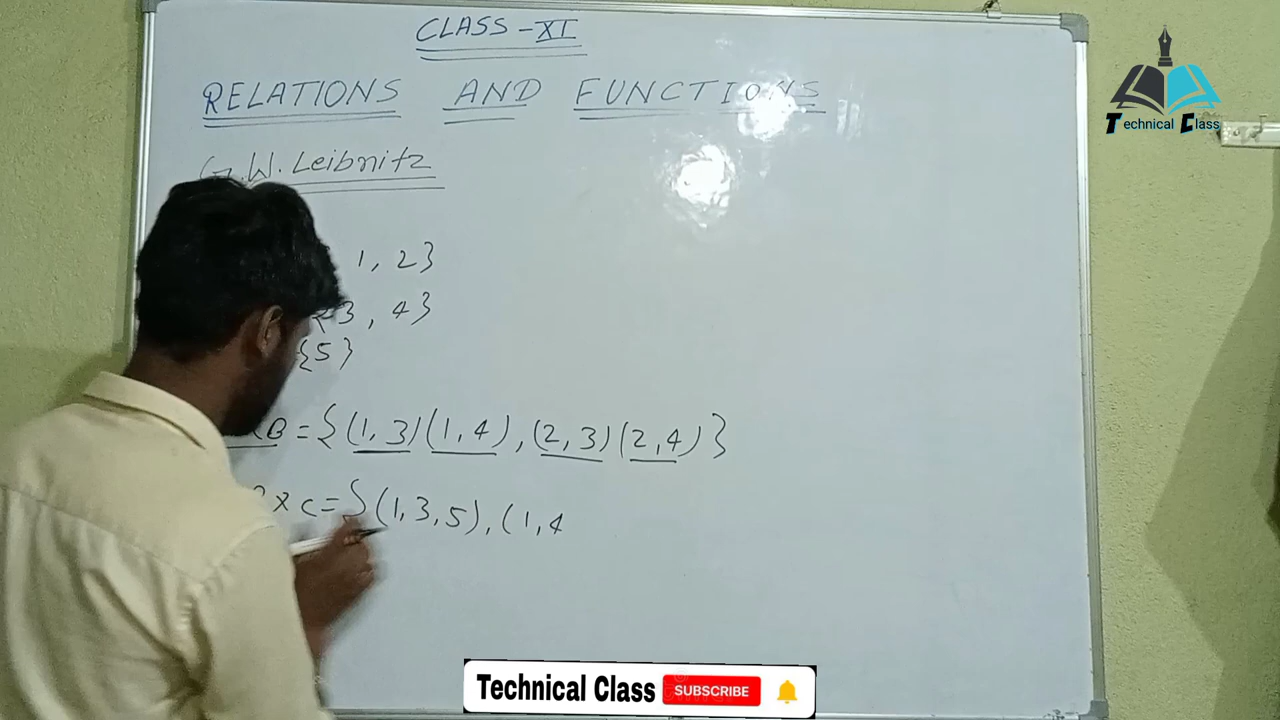 CLASS - XI
RELATIONS AND FUNCTIONS
G.W. Leibnitz
1, 2}
{3, 4}
{5}
B = {(1, 3)(1, 4), (2, 3)(2, 4)}
x C = {(1, 3, 5), (1, 4
Technical Class
Technical Class SUBSCRIBE